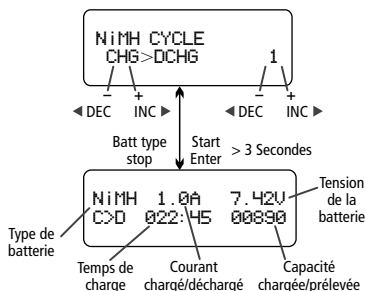 NiMH CYCLE
CHG>DCHG 1
– + – +
◄ DEC INC ► ◄ DEC INC ►
Batt type
stop
Start
Enter
> 3 Secondes
NiMH 1.0A 7.42V
C>D 022:45 00890
Tension
de la
batterie
Type de
batterie
Temps de
charge
Courant
chargé/déchargé
Capacité
chargée/prélevée